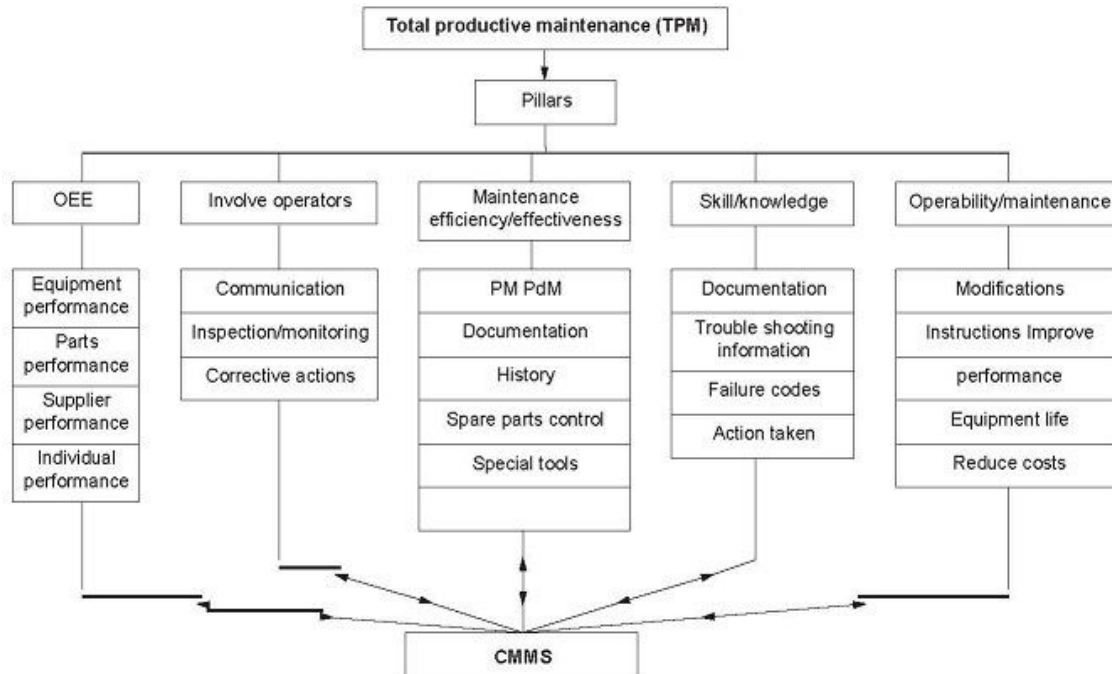 Total productive maintenance (TPM)
Pillars
OEE
Involve operators
Maintenance
efficiency/effectiveness
Skill/knowledge
Operability/maintenance
Equipment
performance
Parts
performance
Supplier
performance
Individual
performance
Communication
Inspection/monitoring
Corrective actions
PM PdM
Documentation
History
Spare parts control
Special tools
Documentation
Trouble shooting
information
Failure codes
Action taken
Modifications
Instructions Improve
performance
Equipment life
Reduce costs
CMMS